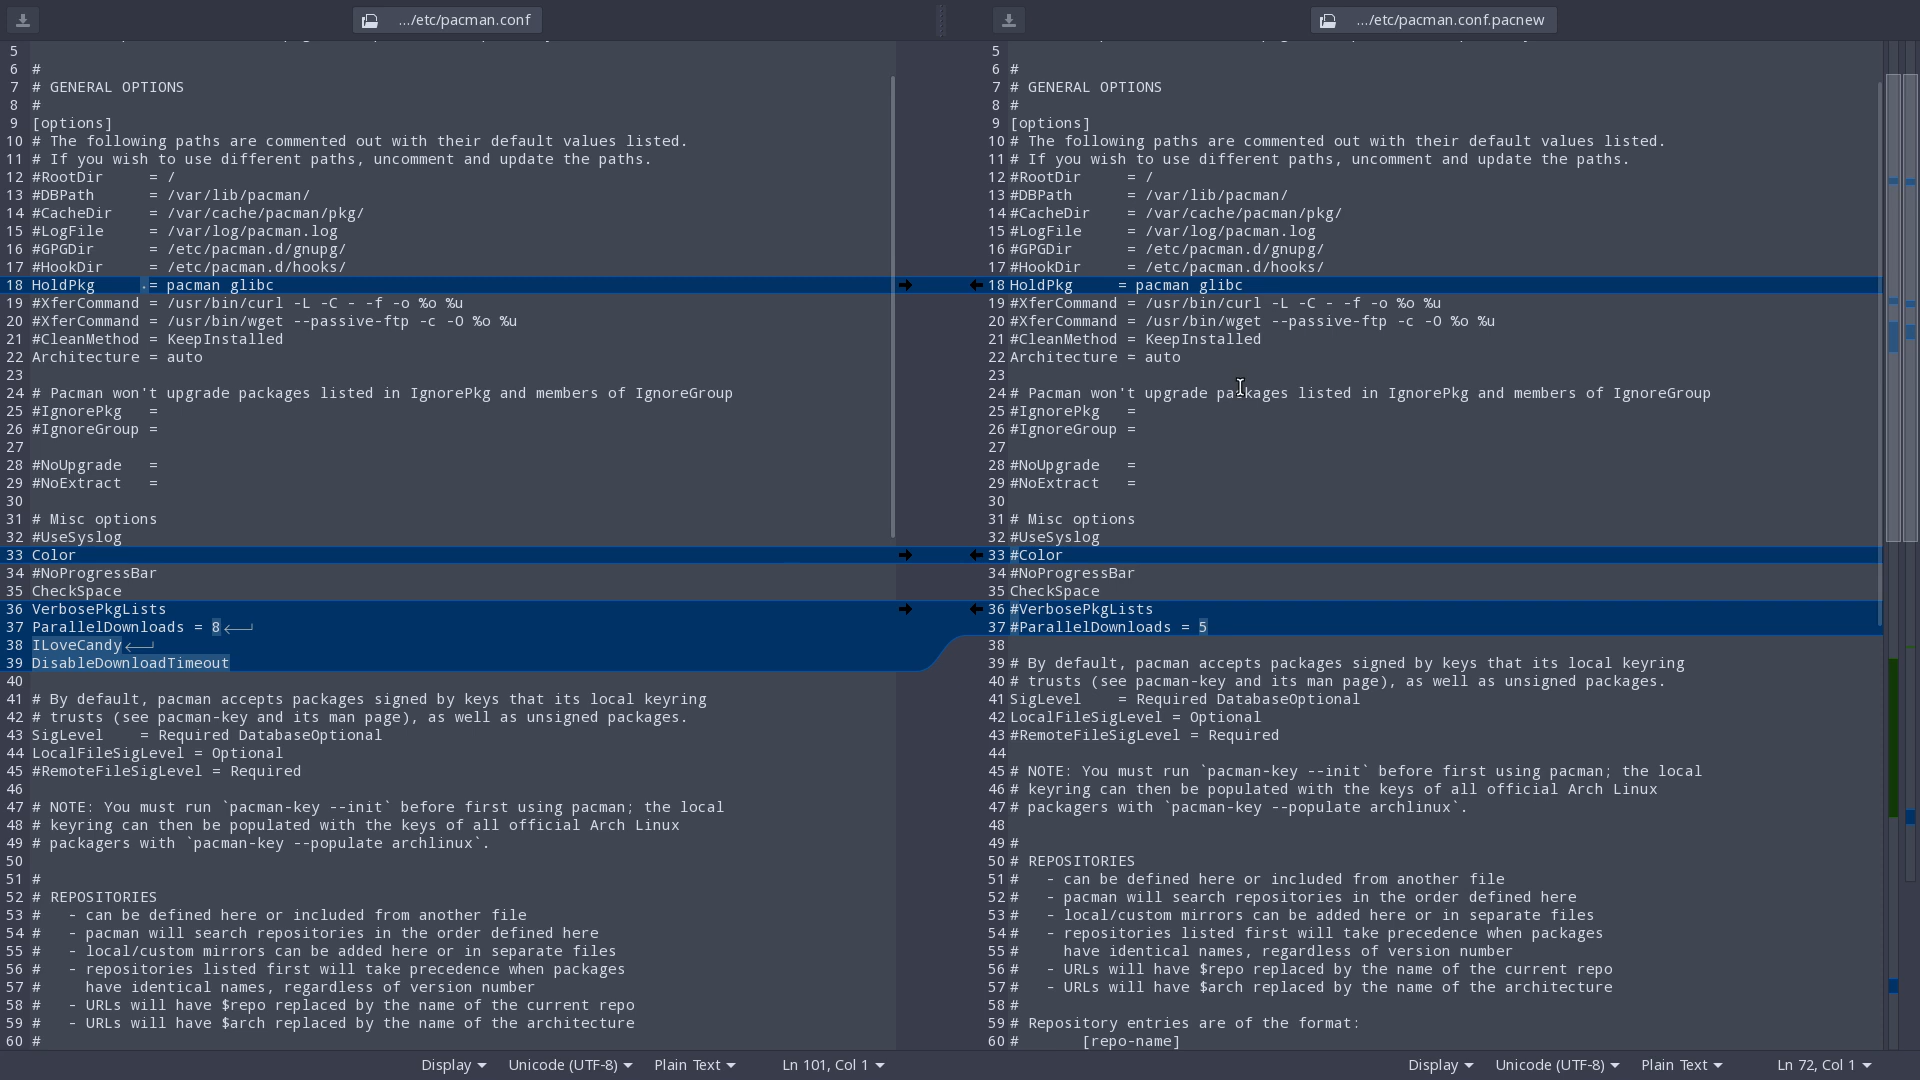 .../etc/pacman.conf
5
6 #
7 # GENERAL OPTIONS
8 #
9 [options]
10 # The following paths are commented out with their default values listed.
11 # If you wish to use different paths, uncomment and update the paths.
12 #RootDir     = /
13 #DBPath      = /var/lib/pacman/
14 #CacheDir    = /var/cache/pacman/pkg/
15 #LogFile     = /var/log/pacman.log
16 #GPGDir      = /etc/pacman.d/gnupg/
17 #HookDir     = /etc/pacman.d/hooks/
18 HoldPkg      = pacman glibc
19 #XferCommand = /usr/bin/curl -L -C - -f -o %o %u
20 #XferCommand = /usr/bin/wget --passive-ftp -c -O %o %u
21 #CleanMethod = KeepInstalled
22 Architecture = auto
23
24 # Pacman won't upgrade packages listed in IgnorePkg and members of IgnoreGroup
25 #IgnorePkg   =
26 #IgnoreGroup =
27
28 #NoUpgrade   =
29 #NoExtract   =
30
31 # Misc options
32 #UseSyslog
33 Color
34 #NoProgressBar
35 CheckSpace
36 VerbosePkgLists
37 ParallelDownloads = 8
38 ILoveCandy
39 DisableDownloadTimeout
40
41 # By default, pacman accepts packages signed by keys that its local keyring
42 # trusts (see pacman-key and its man page), as well as unsigned packages.
43 SigLevel    = Required DatabaseOptional
44 LocalFileSigLevel = Optional
45 #RemoteFileSigLevel = Required
46
47 # NOTE: You must run `pacman-key --init` before first using pacman; the local
48 # keyring can then be populated with the keys of all official Arch Linux
49 # packagers with `pacman-key --populate archlinux`.
50
51 #
52 # REPOSITORIES
53 #   - can be defined here or included from another file
54 #   - pacman will search repositories in the order defined here
55 #   - local/custom mirrors can be added here or in separate files
56 #   - repositories listed first will take precedence when packages
57 #     have identical names, regardless of version number
58 #   - URLs will have $repo replaced by the name of the current repo
59 #   - URLs will have $arch replaced by the name of the architecture
60 #
Display Unicode (UTF-8) Plain Text Ln 101, Col 1
.../etc/pacman.conf.pacnew
5
6 #
7 # GENERAL OPTIONS
8 #
9 [options]
10 # The following paths are commented out with their default values listed.
11 # If you wish to use different paths, uncomment and update the paths.
12 #RootDir     = /
13 #DBPath      = /var/lib/pacman/
14 #CacheDir    = /var/cache/pacman/pkg/
15 #LogFile     = /var/log/pacman.log
16 #GPGDir      = /etc/pacman.d/gnupg/
17 #HookDir     = /etc/pacman.d/hooks/
18 HoldPkg     = pacman glibc
19 #XferCommand = /usr/bin/curl -L -C - -f -o %o %u
20 #XferCommand = /usr/bin/wget --passive-ftp -c -O %o %u
21 #CleanMethod = KeepInstalled
22 Architecture = auto
23
24 # Pacman won't upgrade packages listed in IgnorePkg and members of IgnoreGroup
25 #IgnorePkg   =
26 #IgnoreGroup =
27
28 #NoUpgrade   =
29 #NoExtract   =
30
31 # Misc options
32 #UseSyslog
33 #Color
34 #NoProgressBar
35 CheckSpace
36 #VerbosePkgLists
37 #ParallelDownloads = 5
38
39 # By default, pacman accepts packages signed by keys that its local keyring
40 # trusts (see pacman-key and its man page), as well as unsigned packages.
41 SigLevel    = Required DatabaseOptional
42 LocalFileSigLevel = Optional
43 #RemoteFileSigLevel = Required
44
45 # NOTE: You must run `pacman-key --init` before first using pacman; the local
46 # keyring can then be populated with the keys of all official Arch Linux
47 # packagers with `pacman-key --populate archlinux`.
48
49 #
50 # REPOSITORIES
51 #   - can be defined here or included from another file
52 #   - pacman will search repositories in the order defined here
53 #   - local/custom mirrors can be added here or in separate files
54 #   - repositories listed first will take precedence when packages
55 #     have identical names, regardless of version number
56 #   - URLs will have $repo replaced by the name of the current repo
57 #   - URLs will have $arch replaced by the name of the architecture
58 #
59 # Repository entries are of the format:
60 #       [repo-name]
Display Unicode (UTF-8) Plain Text Ln 72, Col 1